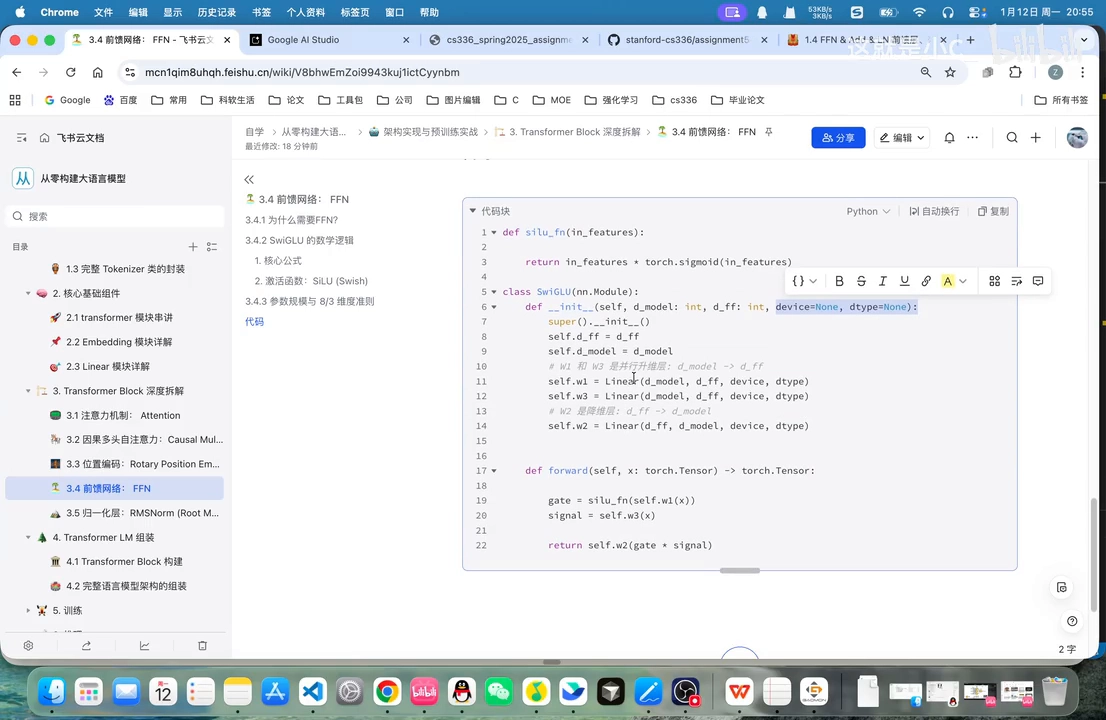 Chrome 文件 编辑 显示 历史记录 书签 个人资料 标签页 窗口 帮助 53KB/s 3KB/s 1月12日 周一 20:55
3.4 前馈网络： FFN - 飞书云文 Google AI Studio cs336_spring2025_assignme stanford-cs336/assignment5 1.4 FFN & Add & LN
这就是小C bilibili
mcn1qim8uhqh.feishu.cn/wiki/V8bhwEmZoi9943kuj1ictCyynbm
Google 百度 常用 科软生活 论文 工具包 公司 图片编辑 C MOE 强化学习 cs336 毕业论文 所有书签
飞书云文档
自学 从零构建大语... 架构实现与预训练实战 3. Transformer Block 深度拆解 3.4 前馈网络： FFN
最近修改: 18 分钟前
分享 编辑
从零构建大语言模型
搜索
目录
1.3 完整 Tokenizer 类的封装
2. 核心基础组件
2.1 transformer 模块串讲
2.2 Embedding 模块详解
2.3 Linear 模块详解
3. Transformer Block 深度拆解
3.1 注意力机制： Attention
3.2 因果多头自注意力：Causal Mul...
3.3 位置编码：Rotary Position Em...
3.4 前馈网络： FFN
3.5 归一化层：RMSNorm (Root M...
4. Transformer LM 组装
4.1 Transformer Block 构建
4.2 完整语言模型架构的组装
5. 训练
3.4 前馈网络： FFN
3.4.1 为什么需要FFN?
3.4.2 SwiGLU 的数学逻辑
1. 核心公式
2. 激活函数：SiLU (Swish)
3.4.3 参数规模与 8/3 维度准则
代码
代码块 Python 自动换行 复制
1 def silu_fn(in_features):
2
3 return in_features * torch.sigmoid(in_features)
4
{} B S I U A
5 class SwiGLU(nn.Module):
6 def __init__(self, d_model: int, d_ff: int, device=None, dtype=None):
7 super().__init__()
8 self.d_ff = d_ff
9 self.d_model = d_model
10 # W1 和 W3 是并行升维层: d_model -> d_ff
11 self.w1 = Linear(d_model, d_ff, device, dtype)
12 self.w3 = Linear(d_model, d_ff, device, dtype)
13 # W2 是降维层: d_ff -> d_model
14 self.w2 = Linear(d_ff, d_model, device, dtype)
15
16
17 def forward(self, x: torch.Tensor) -> torch.Tensor:
18
19 gate = silu_fn(self.w1(x))
20 signal = self.w3(x)
21
22 return self.w2(gate * signal)
2 字
12
bilibili